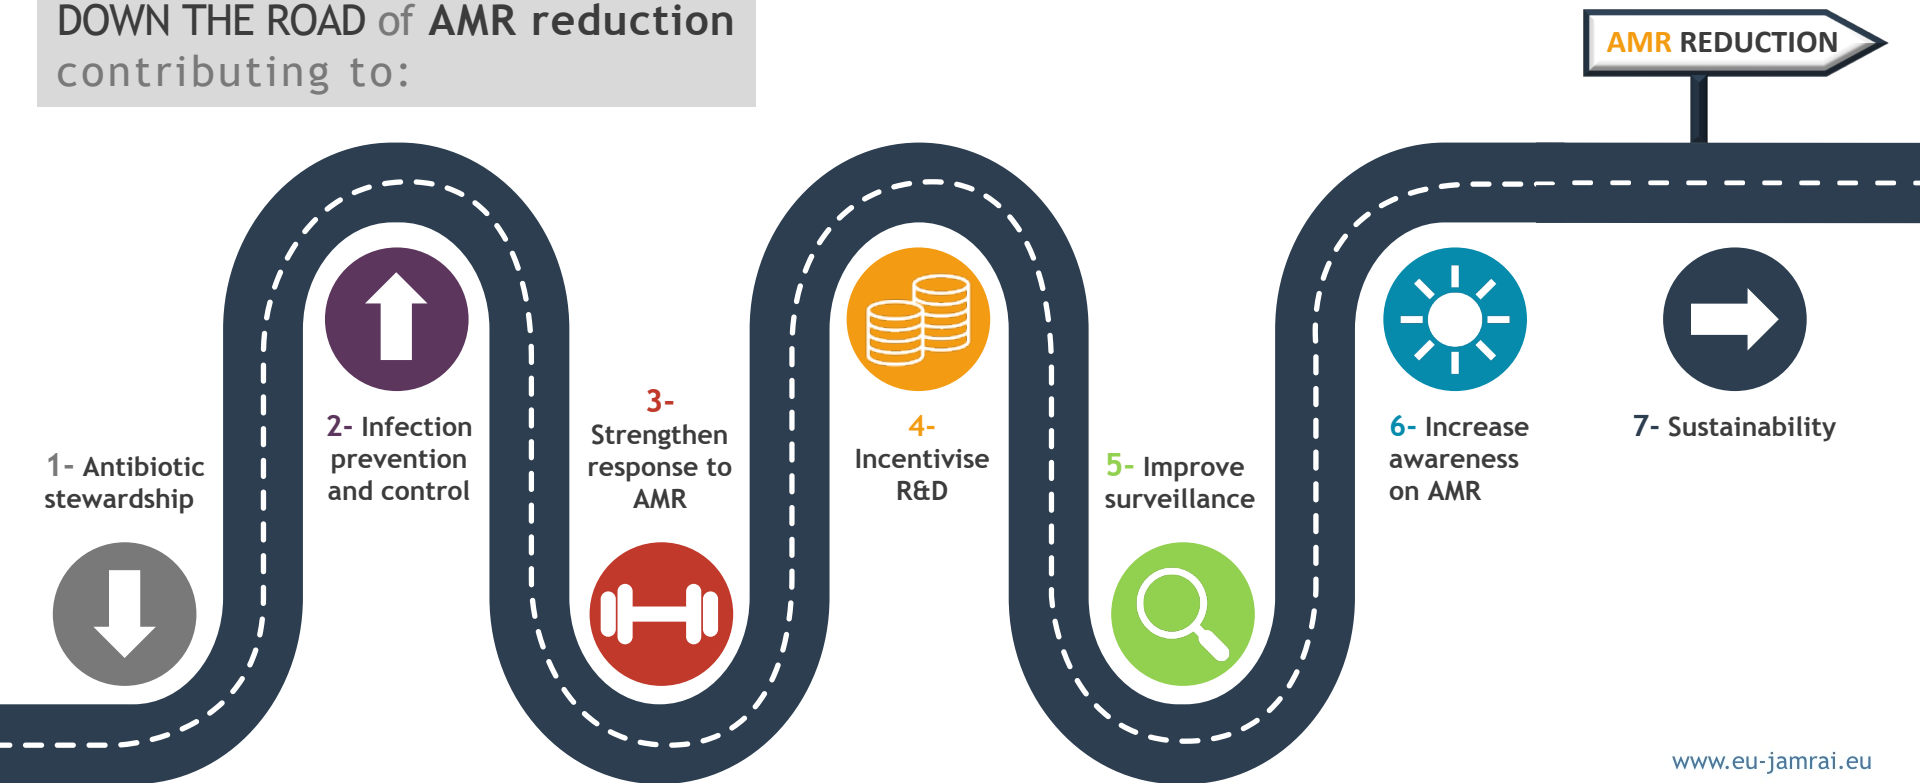 DOWN THE ROAD of AMR reduction
contributing to:
AMR REDUCTION
1- Antibiotic
stewardship
2- Infection
prevention
and control
3-
Strengthen
response to
AMR
4-
Incentivise
R&D
5- Improve
surveillance
6- Increase
awareness
on AMR
7- Sustainability
www.eu-jamrai.eu